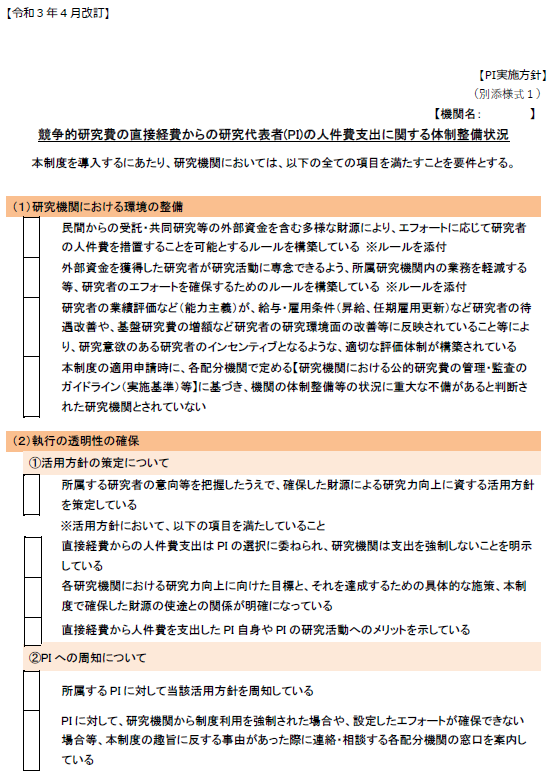 【令和3年4月改訂】
【PI実施方針】
（別添様式1）
【機関名：　　　　】
競争的研究費の直接経費からの研究代表者(PI)の人件費支出に関する体制整備状況
本制度を導入するにあたり、研究機関においては、以下の全ての項目を満たすことを要件とする。
（1）研究機関における環境の整備
民間からの受託・共同研究等の外部資金を含む多様な財源により、エフォートに応じて研究者
の人件費を措置することを可能とするルールを構築している ※ルールを添付
外部資金を獲得した研究者が研究活動に専念できるよう、所属研究機関内の業務を軽減する
等、研究者のエフォートを確保するためのルールを構築している ※ルールを添付
研究者の業績評価など（能力主義）が、給与・雇用条件（昇給、任期雇用更新）など研究者の待
遇改善や、基盤研究費の増額など研究者の研究環境面の改善等に反映されていること等によ
り、研究意欲のある研究者のインセンティブとなるような、適切な評価体制が構築されている
本制度の適用申請時に、各配分機関で定める【研究機関における公的研究費の管理・監査の
ガイドライン（実施基準）等】に基づき、機関の体制整備等の状況に重大な不備があると判断さ
れた研究機関とされていない
（2）執行の透明性の確保
①活用方針の策定について
所属する研究者の意向等を把握したうえで、確保した財源による研究力向上に資する活用方針
を策定している
※活用方針において、以下の項目を満たしていること
直接経費からの人件費支出はPIの選択に委ねられ、研究機関は支出を強制しないことを明示
している
各研究機関における研究力向上に向けた目標と、それを達成するための具体的な施策、本制
度で確保した財源の使途との関係が明確になっている
直接経費から人件費を支出したPI自身やPIの研究活動へのメリットを示している
②PIへの周知について
所属するPIに対して当該活用方針を周知している
PIに対して、研究機関から制度利用を強制された場合や、設定したエフォートが確保できない
場合等、本制度の趣旨に反する事由があった際に連絡・相談する各配分機関の窓口を案内し
ている